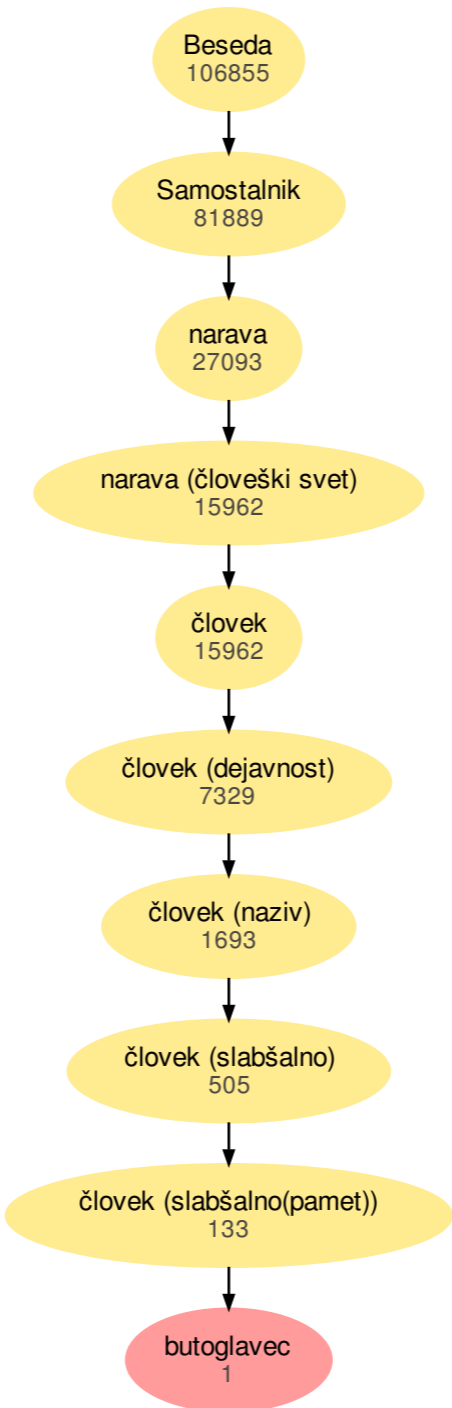 Beseda
106855
Samostalnik
81889
narava
27093
narava (človeški svet)
15962
človek
15962
človek (dejavnost)
7329
človek (naziv)
1693
človek (slabšalno)
505
človek (slabšalno(pamet))
133
butoglavec
1